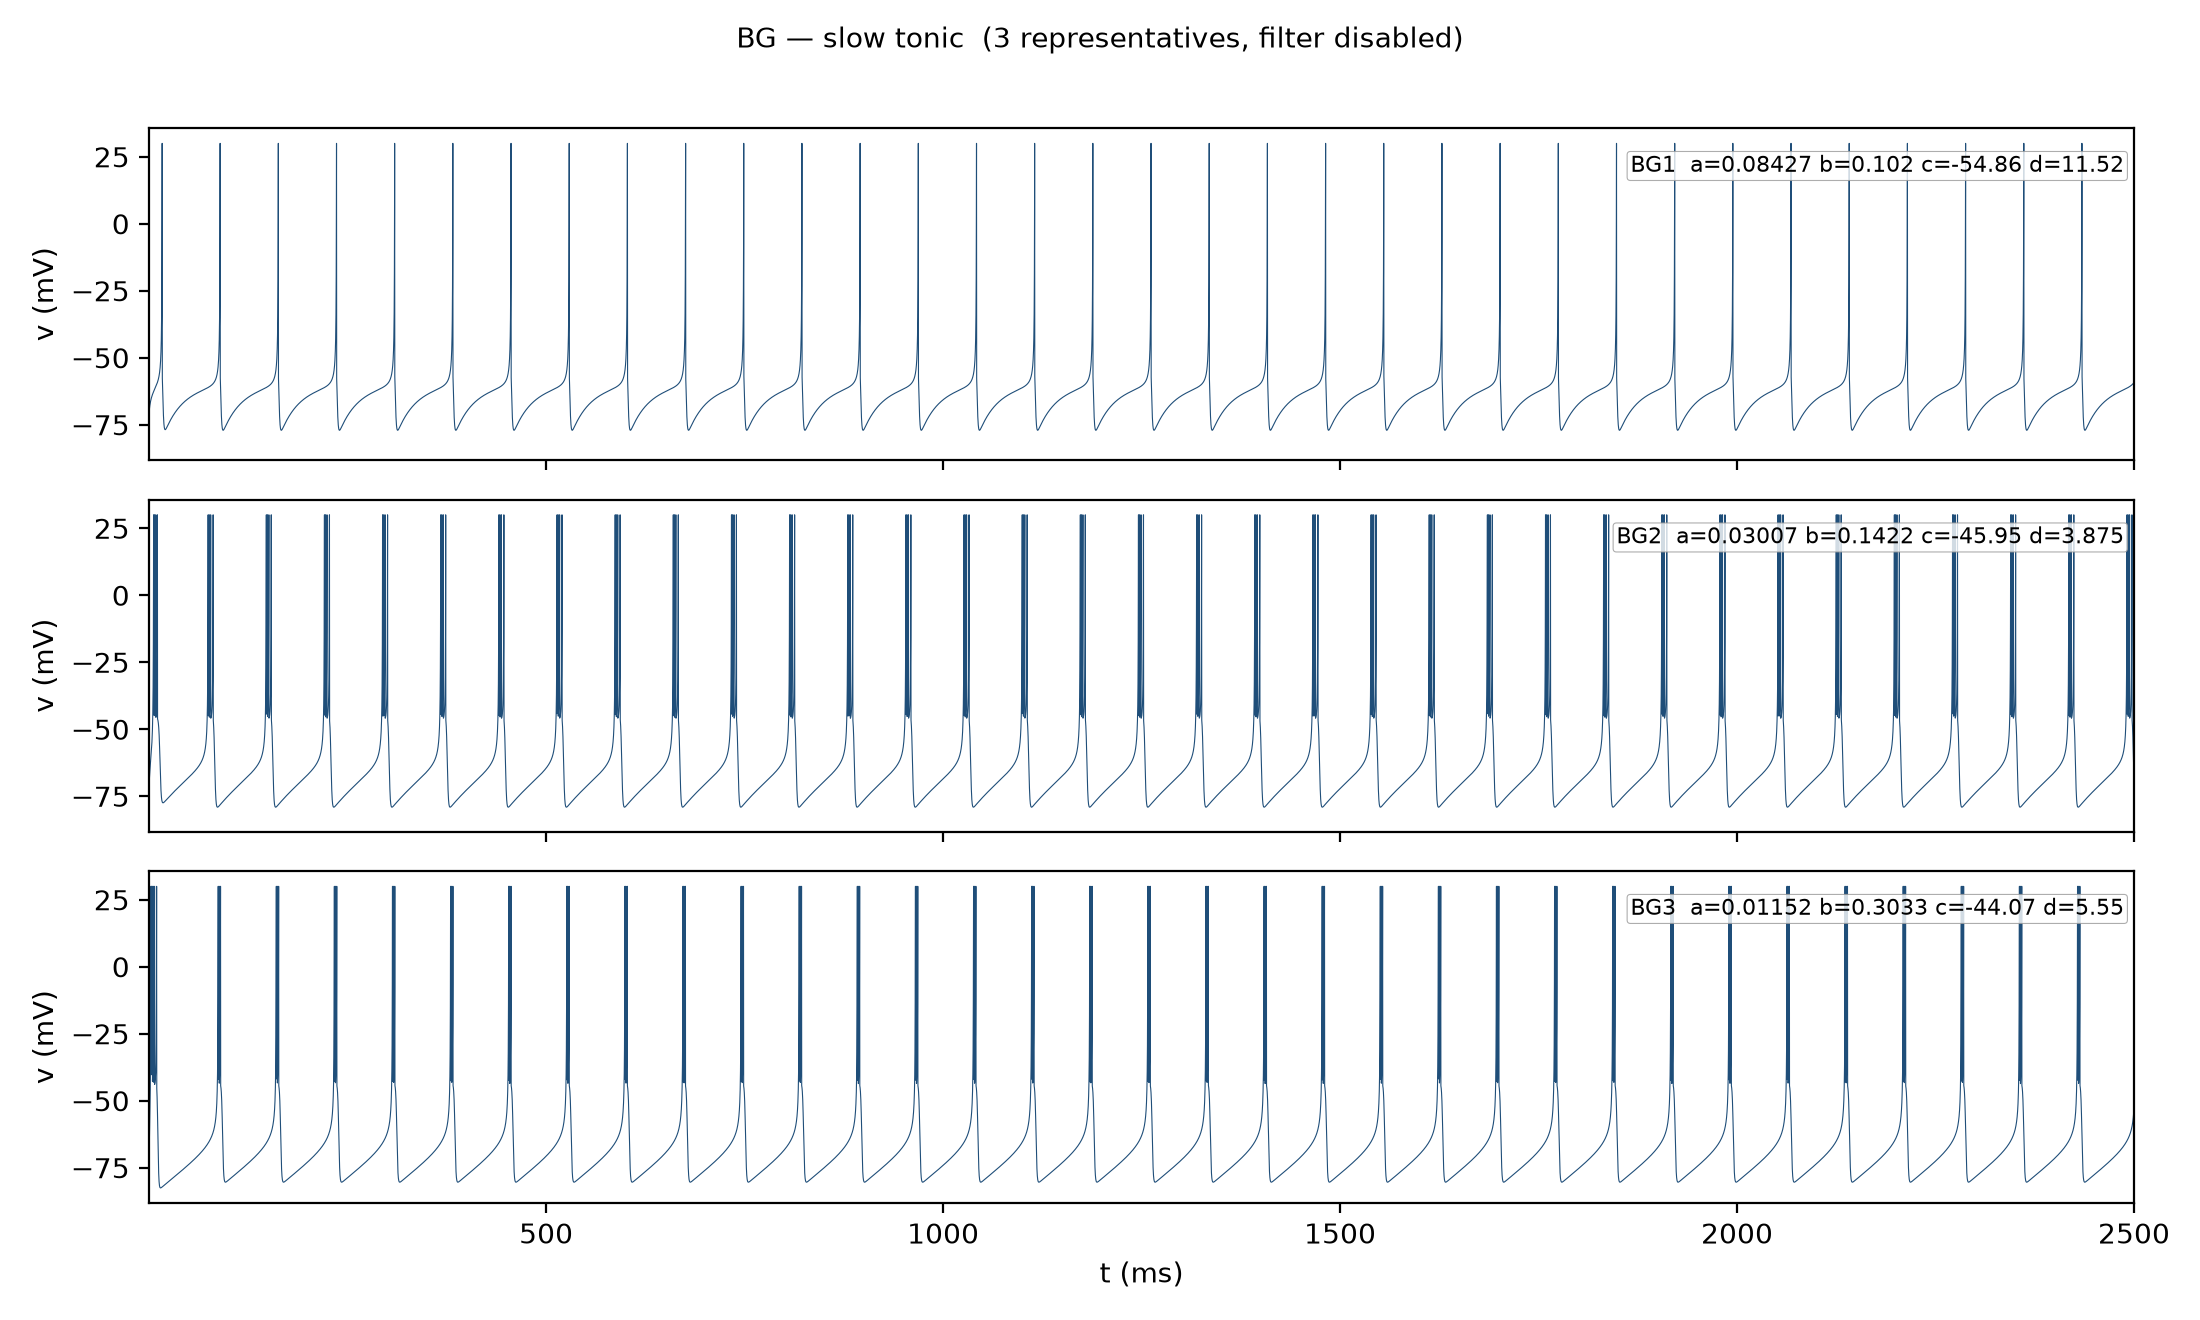 BG — slow tonic  (3 representatives, filter disabled)
25
0
−25
−50
−75
v (mV)
BG1  a=0.08427 b=0.102 c=-54.86 d=11.52
25
0
−25
−50
−75
v (mV)
BG2  a=0.03007 b=0.1422 c=-45.95 d=3.875
25
0
−25
−50
−75
v (mV)
BG3  a=0.01152 b=0.3033 c=-44.07 d=5.55
500 1000 1500 2000 2500
t (ms)